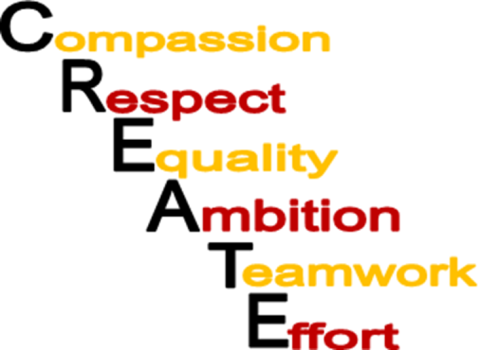 Compassion
Respect
Equality
Ambition
Teamwork
Effort